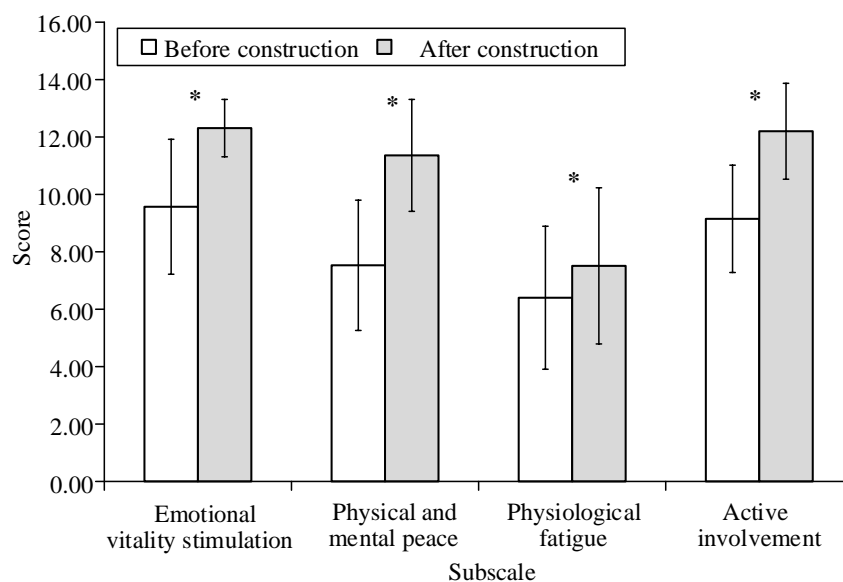 16.00
14.00
12.00
10.00
8.00
6.00
4.00
2.00
0.00
Score
Before construction After construction
* * * *
Emotional
vitality stimulation
Physical and
mental peace
Physiological
fatigue
Active
involvement
Subscale